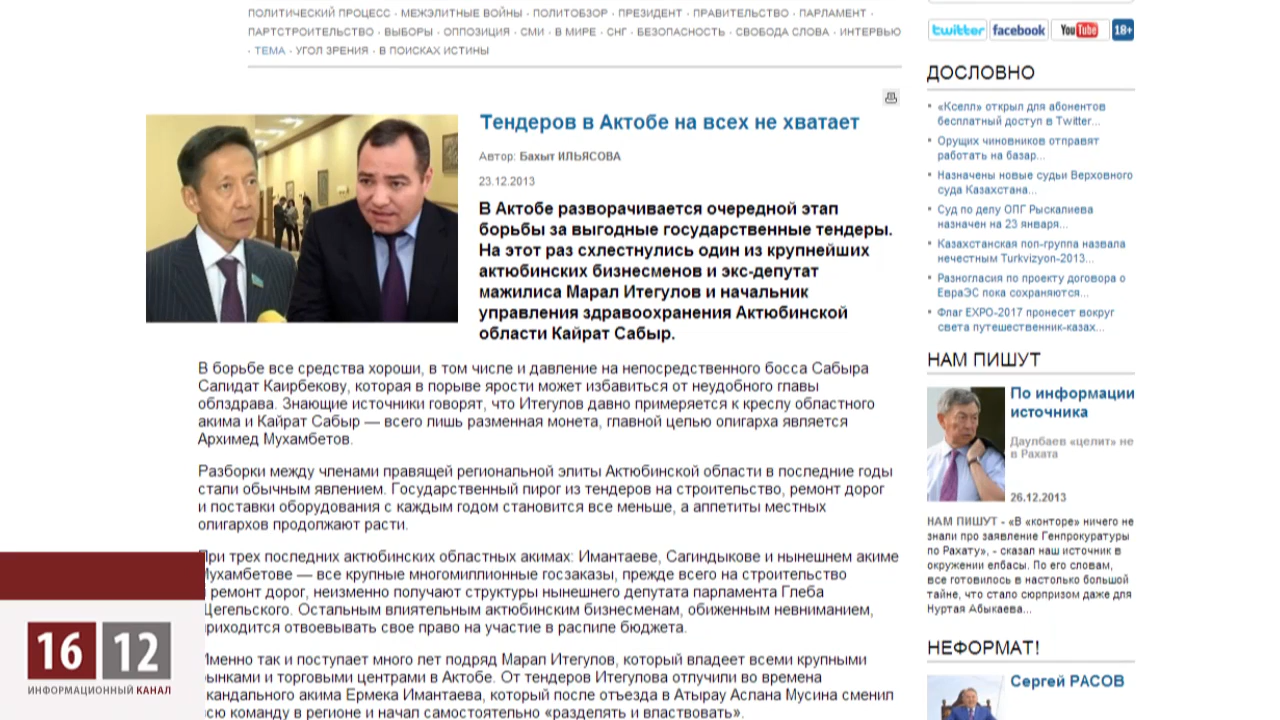 ПОЛИТИЧЕСКИЙ ПРОЦЕСС · МЕЖЭЛИТНЫЕ ВОЙНЫ · ПОЛИТОБЗОР · ПРЕЗИДЕНТ · ПРАВИТЕЛЬСТВО · ПАРЛАМЕНТ ·
ПАРТСТРОИТЕЛЬСТВО · ВЫБОРЫ · ОППОЗИЦИЯ · СМИ · В МИРЕ · СНГ · БЕЗОПАСНОСТЬ · СВОБОДА СЛОВА · ИНТЕРВЬЮ
· ТЕМА · УГОЛ ЗРЕНИЯ · В ПОИСКАХ ИСТИНЫ
Тендеров в Актобе на всех не хватает
Автор: Бахыт ИЛЬЯСОВА
23.12.2013
В Актобе разворачивается очередной этап
борьбы за выгодные государственные тендеры.
На этот раз схлестнулись один из крупнейших
актюбинских бизнесменов и экс-депутат
мажилиса Марал Итегулов и начальник
управления здравоохранения Актюбинской
области Кайрат Сабыр.
В борьбе все средства хороши, в том числе и давление на непосредственного босса Сабыра
Салидат Каирбекову, которая в порыве ярости может избавиться от неудобного главы
облздрава. Знающие источники говорят, что Итегулов давно примеряется к креслу областного
акима и Кайрат Сабыр — всего лишь разменная монета, главной целью олигарха является
Архимед Мухамбетов.
Разборки между членами правящей региональной элиты Актюбинской области в последние годы
стали обычным явлением. Государственный пирог из тендеров на строительство, ремонт дорог
и поставки оборудования с каждым годом становится все меньше, а аппетиты местных
олигархов продолжают расти.
При трех последних актюбинских областных акимах: Имантаеве, Сагиндыкове и нынешнем акиме
Мухамбетове — все крупные многомиллионные госзаказы, прежде всего на строительство
и ремонт дорог, неизменно получают структуры нынешнего депутата парламента Глеба
Щегельского. Остальным влиятельным актюбинским бизнесменам, обиженным невниманием,
приходится отвоевывать свое право на участие в распиле бюджета.
Именно так и поступает много лет подряд Марал Итегулов, который владеет всеми крупными
рынками и торговыми центрами в Актобе. От тендеров Итегулова отлучили во времена
скандального акима Ермека Имантаева, который после отъезда в Атырау Аслана Мусина сменил
всю команду в регионе и начал самостоятельно «разделять и властвовать».
twitter facebook YouTube 18+
ДОСЛОВНО
«Кселл» открыл для абонентов
бесплатный доступ в Twitter...
Орущих чиновников отправят
работать на базар...
Назначены новые судьи Верховного
суда Казахстана...
Суд по делу ОПГ Рыскалиева
назначен на 23 января...
Казахстанская поп-группа назвала
нечестным Turkvizyon-2013...
Разногласия по проекту договора о
ЕврАЭС пока сохраняются...
Флаг EXPO-2017 пронесет вокруг
света путешественник-казах...
НАМ ПИШУТ
По информации
источника
Даулбаев «целит» не
в Рахата
26.12.2013
НАМ ПИШУТ - «В «конторе» ничего не
знали про заявление Генпрокуратуры
по Рахату», - сказал наш источник в
окружении елбасы. По его словам,
все готовилось в настолько большой
тайне, что стало сюрпризом даже для
Нуртая Абыкаева...
НЕФОРМАТ!
Сергей РАСОВ
16 12
ИНФОРМАЦИОННЫЙ КАНАЛ